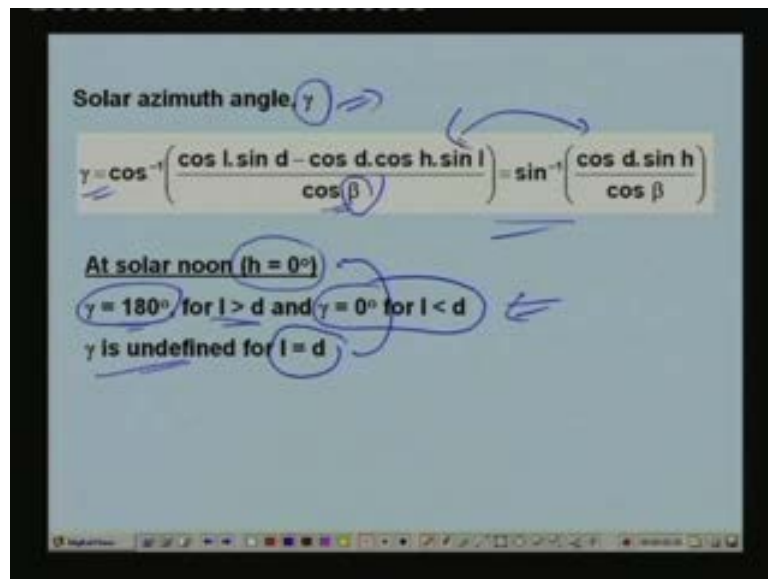 Solar azimuth angle, γ
γ = cos⁻¹((cos l.sin d − cos d.cos h.sin l) / cos β) = sin⁻¹(cos d.sin h / cos β)
At solar noon (h = 0°)
γ = 180°, for l > d and γ = 0° for l < d
γ is undefined for l = d